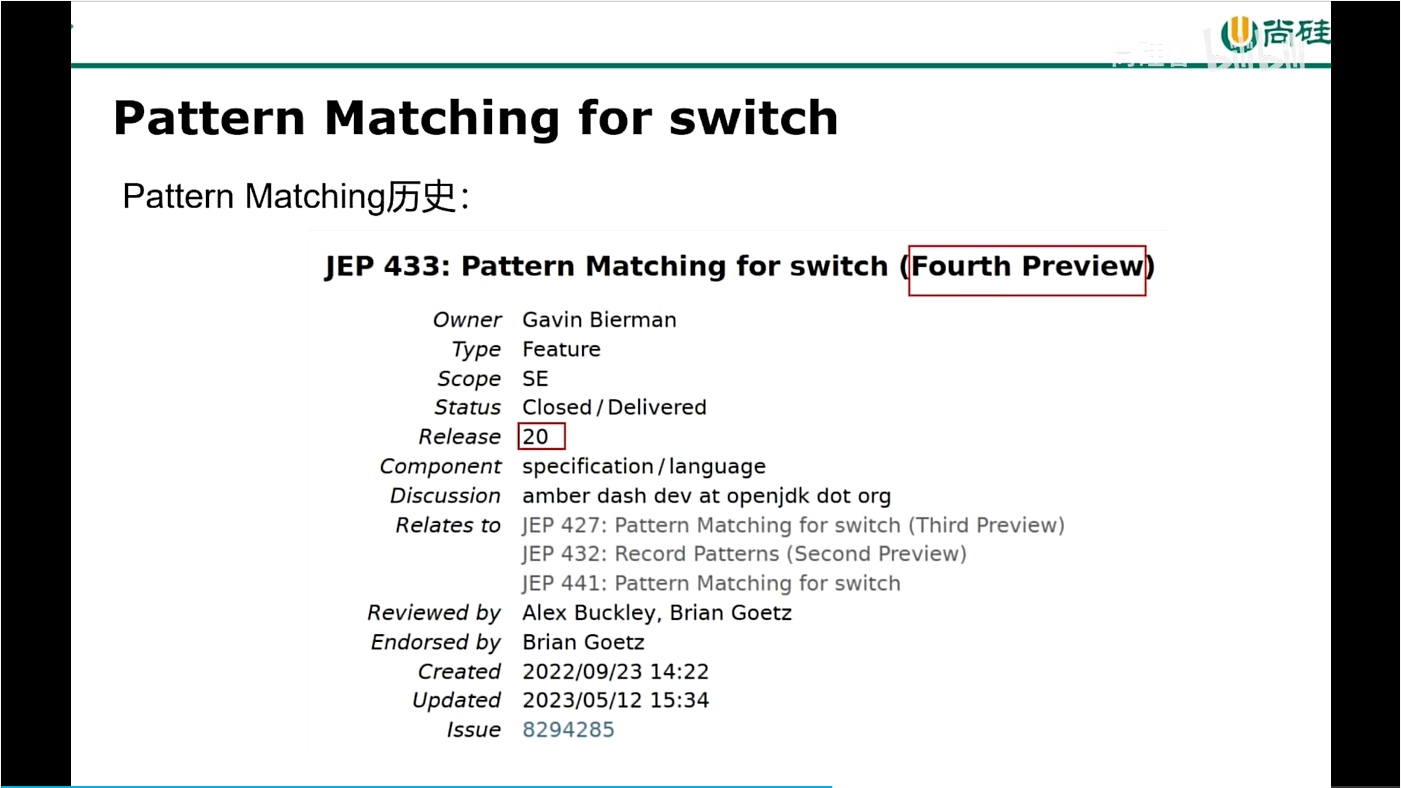 尚硅
bilibili
Pattern Matching for switch
Pattern Matching历史：
JEP 433: Pattern Matching for switch (Fourth Preview)
Owner Gavin Bierman
Type Feature
Scope SE
Status Closed / Delivered
Release 20
Component specification / language
Discussion amber dash dev at openjdk dot org
Relates to JEP 427: Pattern Matching for switch (Third Preview)
JEP 432: Record Patterns (Second Preview)
JEP 441: Pattern Matching for switch
Reviewed by Alex Buckley, Brian Goetz
Endorsed by Brian Goetz
Created 2022/09/23 14:22
Updated 2023/05/12 15:34
Issue 8294285